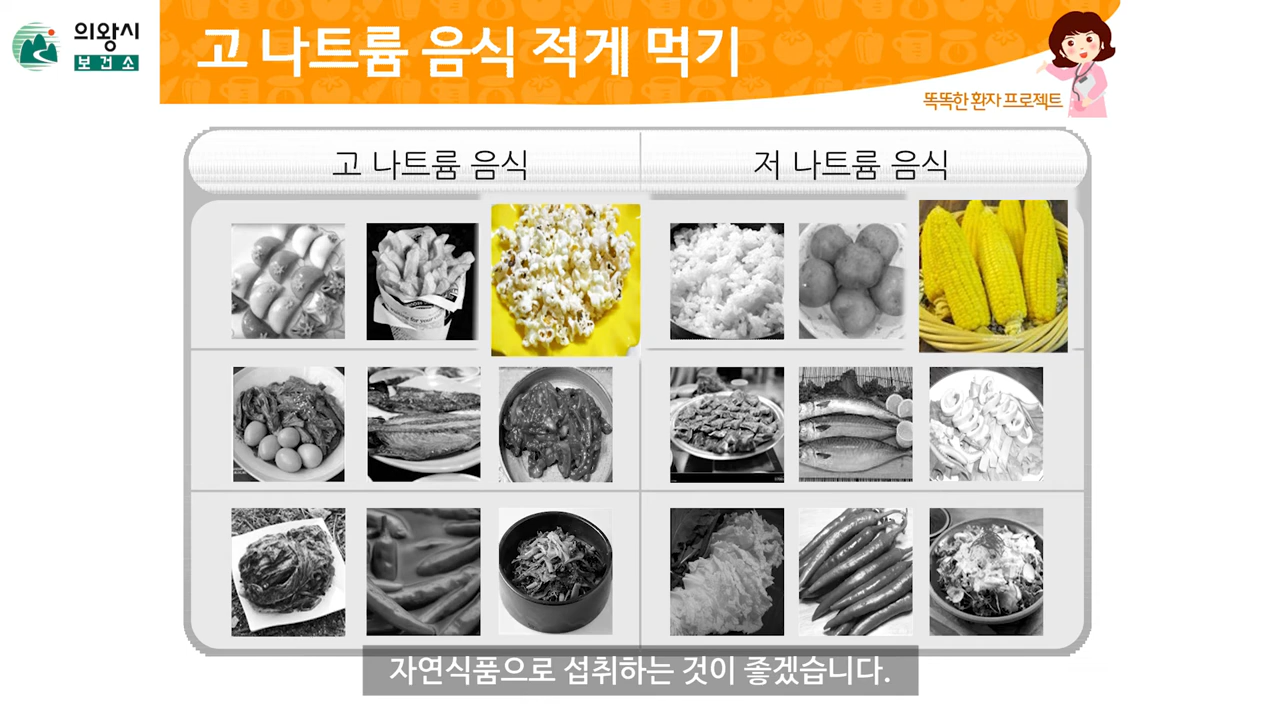 의왕시
보건소
고 나트륨 음식 적게 먹기
똑똑한 환자 프로젝트
고 나트륨 음식
저 나트륨 음식
자연식품으로 섭취하는 것이 좋겠습니다.